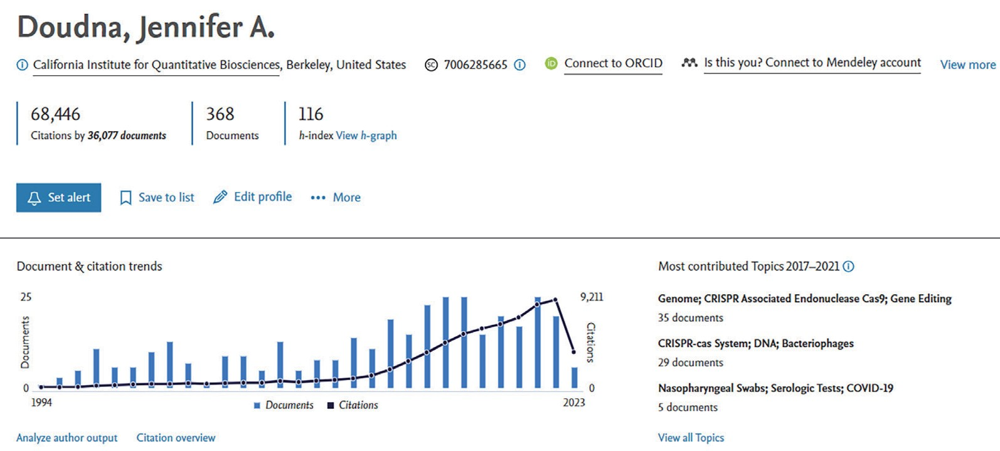 Doudna, Jennifer A.
California Institute for Quantitative Biosciences, Berkeley, United States SC 7006285665 iD Connect to ORCID Is this you? Connect to Mendeley account View more
68,446 368 116
Citations by 36,077 documents Documents h-index View h-graph
Set alert Save to list Edit profile ••• More
Document & citation trends
25 9,211
Documents Citations
0 0
1994 2023
Documents Citations
Analyze author output Citation overview
Most contributed Topics 2017–2021
Genome; CRISPR Associated Endonuclease Cas9; Gene Editing
35 documents
CRISPR-cas System; DNA; Bacteriophages
29 documents
Nasopharyngeal Swabs; Serologic Tests; COVID-19
5 documents
View all Topics